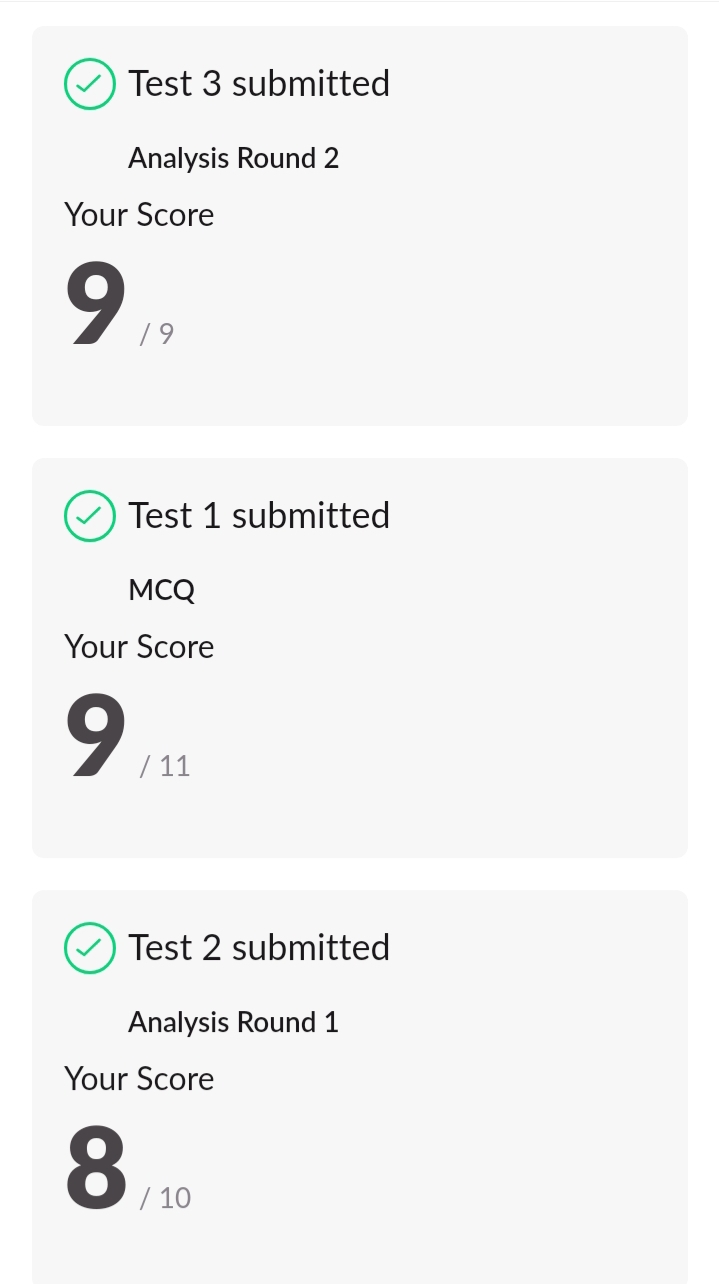 Test 3 submitted
Analysis Round 2
Your Score
9 / 9
Test 1 submitted
MCQ
Your Score
9 / 11
Test 2 submitted
Analysis Round 1
Your Score
8 / 10